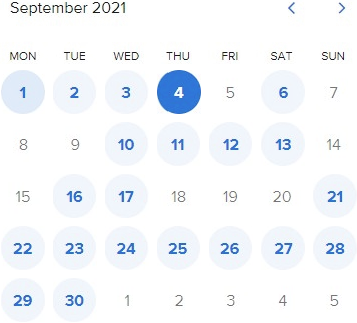 September 2021
MON TUE WED THU FRI SAT SUN
1 2 3 4 5 6 7
8 9 10 11 12 13 14
15 16 17 18 19 20 21
22 23 24 25 26 27 28
29 30 1 2 3 4 5